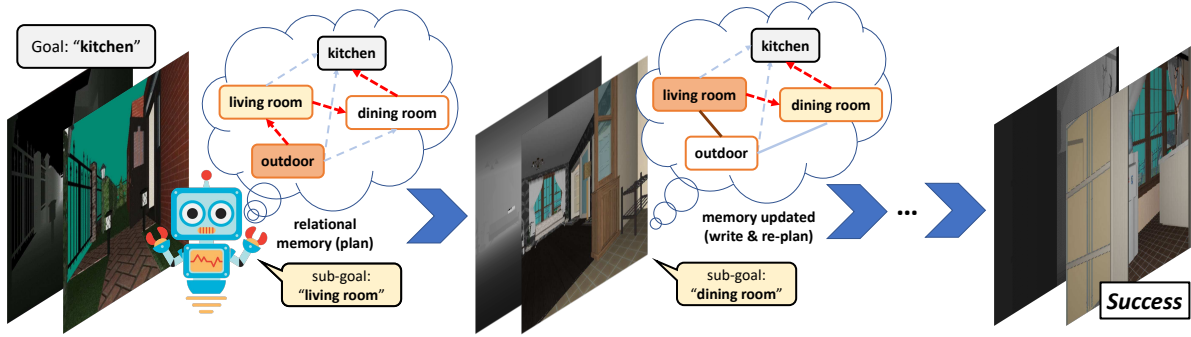 Goal: “kitchen”
kitchen
living room
dining room
outdoor
relational
memory (plan)
sub-goal:
“living room”
kitchen
living room
dining room
outdoor
memory updated
(write & re-plan)
sub-goal:
“dining room”
...
Success